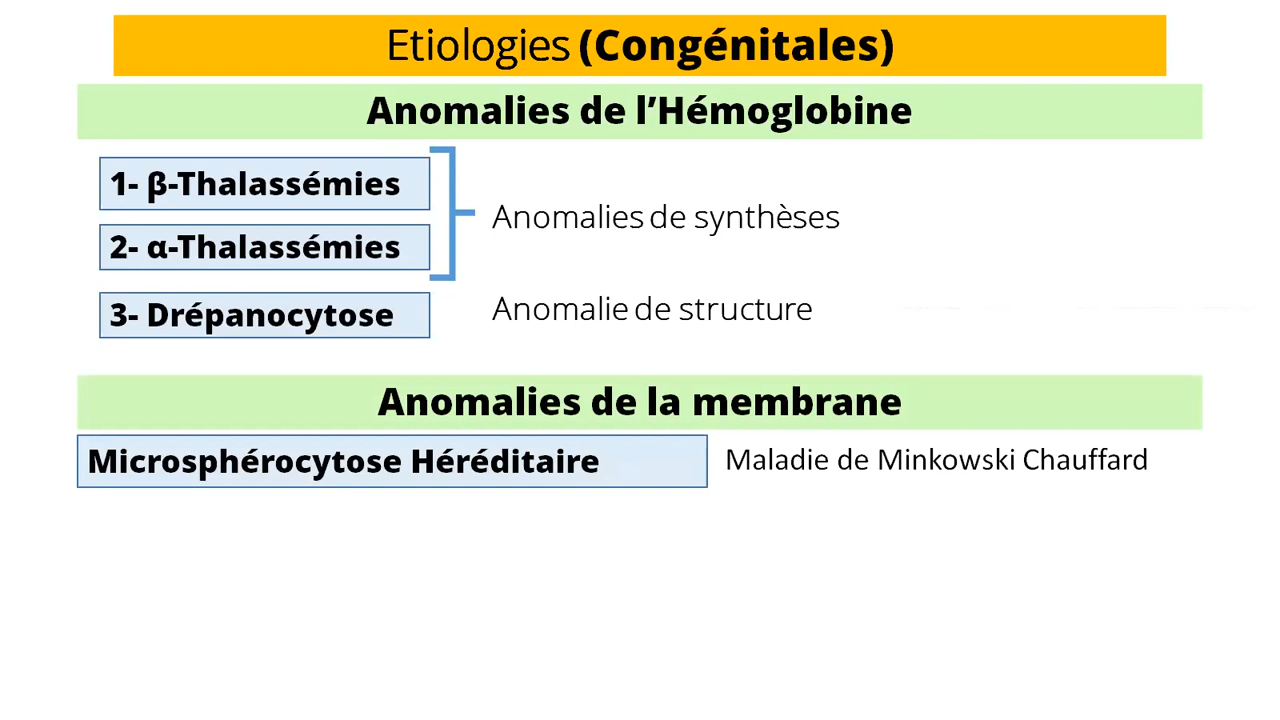 Etiologies (Congénitales)
Anomalies de l’Hémoglobine
1- β-Thalassémies
Anomalies de synthèses
2- α-Thalassémies
3- Drépanocytose
Anomalie de structure
Anomalies de la membrane
Microsphérocytose Héréditaire
Maladie de Minkowski Chauffard